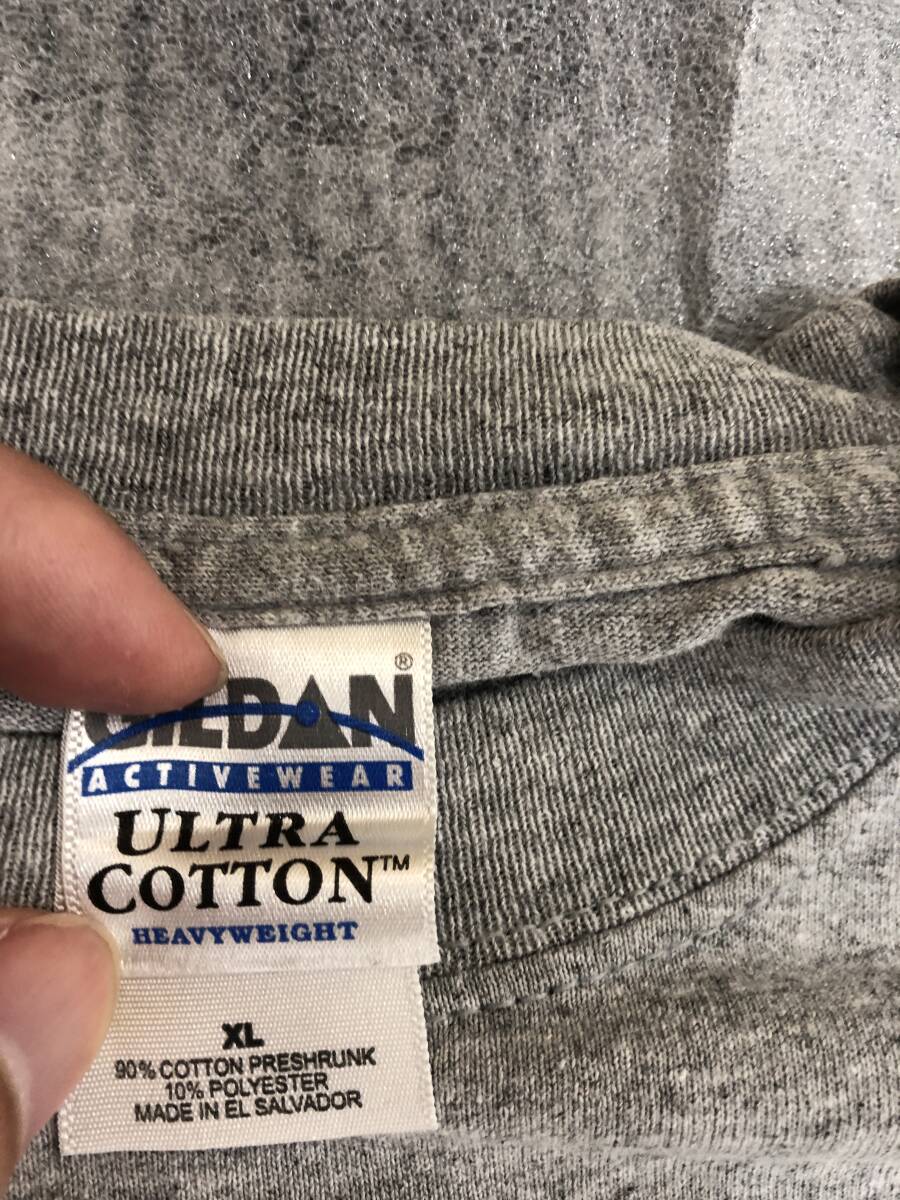 GILDAN®
ACTIVEWEAR
ULTRA
COTTON™
HEAVYWEIGHT
XL
90% COTTON PRESHRUNK
10% POLYESTER
MADE IN EL SALVADOR